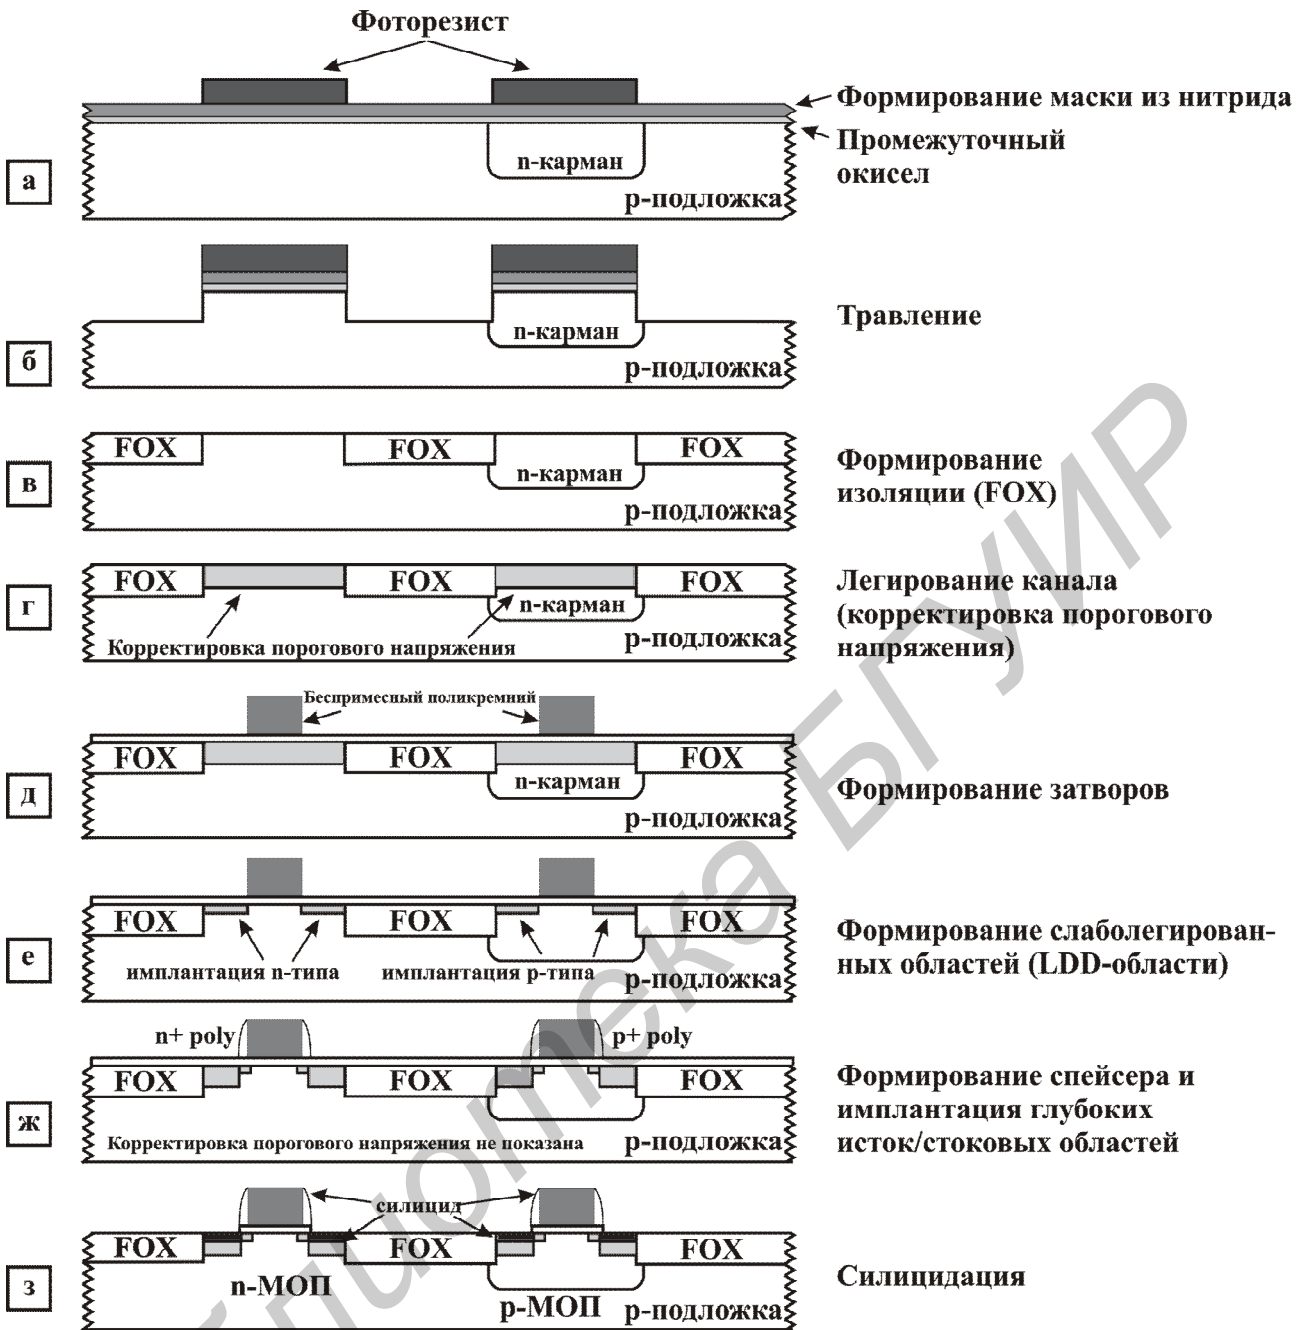 Фоторезист
Формирование маски из нитрида
Промежуточный
окисел
n-карман
р-подложка
а
Травление
n-карман
р-подложка
б
FOX
FOX
FOX
n-карман
р-подложка
Формирование
изоляции (FOX)
в
FOX
FOX
FOX
n-карман
Корректировка порогового напряжения
р-подложка
Легирование канала
(корректировка порогового
напряжения)
г
Беспримесный поликремний
FOX
FOX
FOX
n-карман
р-подложка
Формирование затворов
д
FOX
FOX
FOX
имплантация n-типа
имплантация р-типа
р-подложка
Формирование слаболегирован-
ных областей (LDD-области)
е
n+ poly
p+ poly
FOX
FOX
FOX
Корректировка порогового напряжения не показана
р-подложка
Формирование спейсера и
имплантация глубоких
исток/стоковых областей
ж
силицид
FOX
FOX
FOX
n-МОП
р-МОП
р-подложка
Силицидация
з
блиотека БГУИР